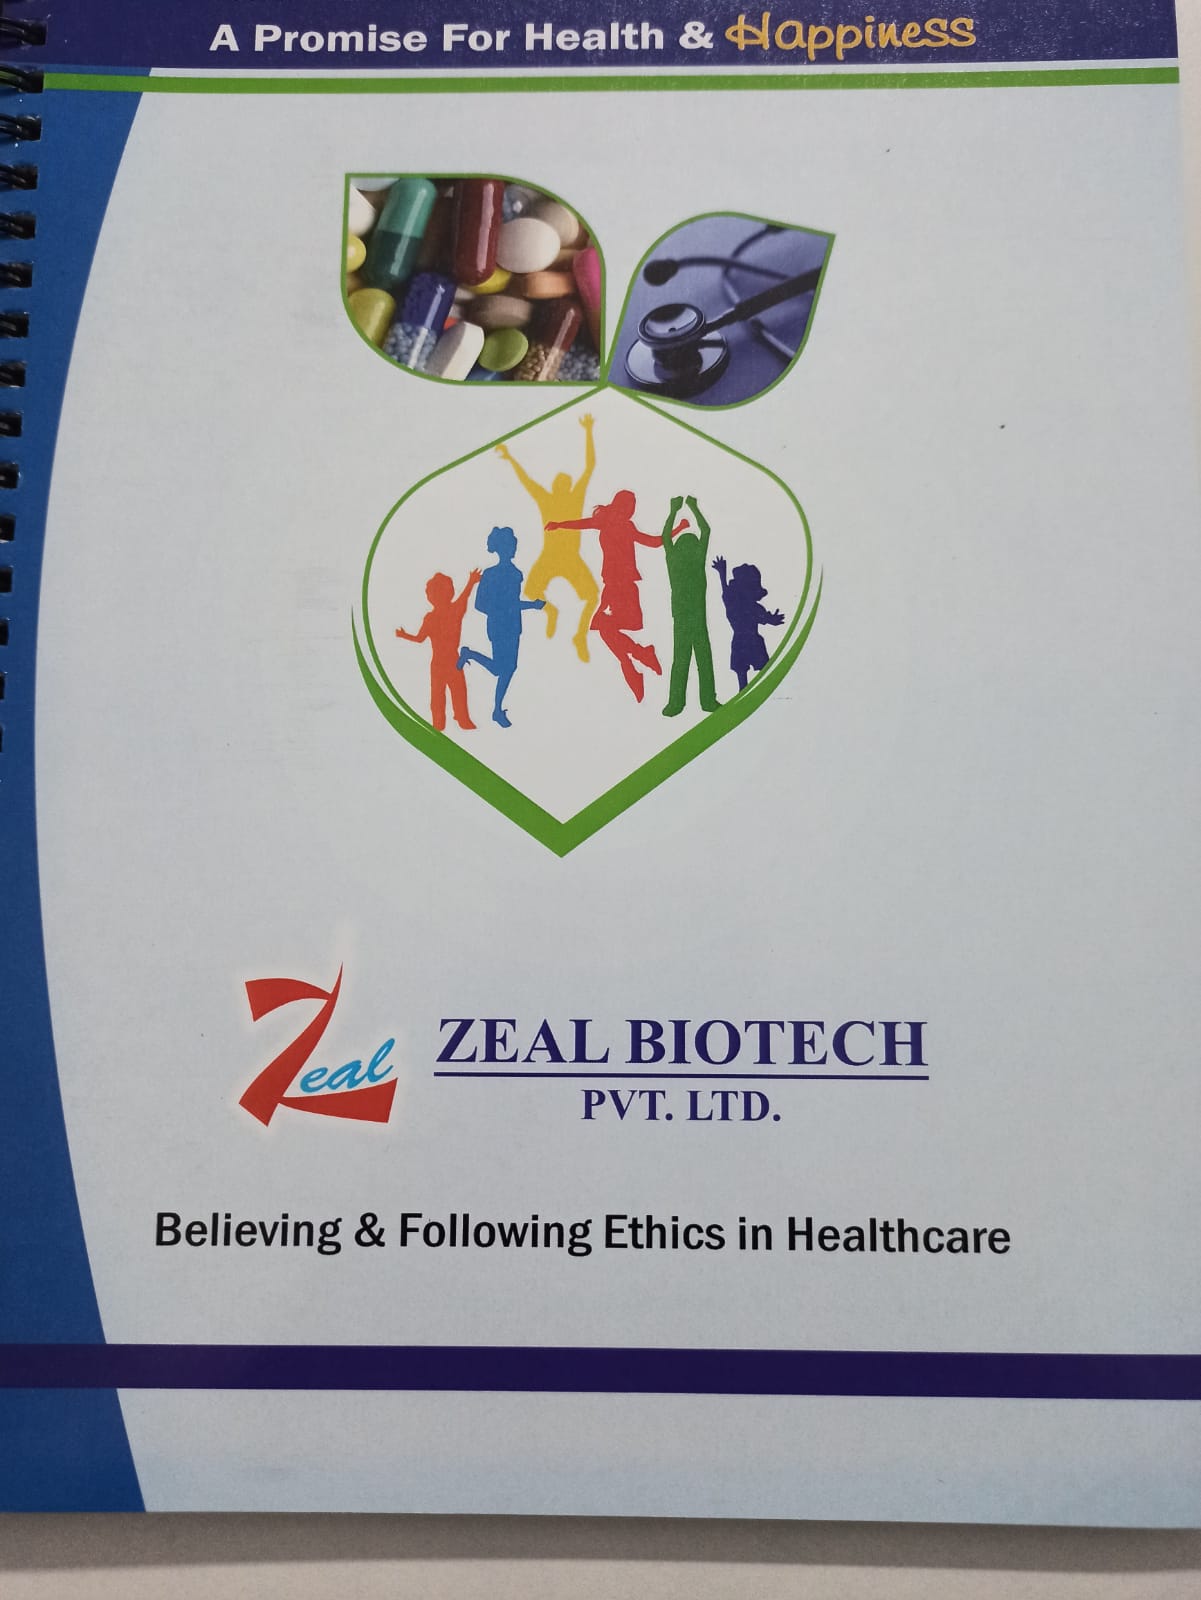 A Promise For Health & Happiness
Zeal
ZEAL BIOTECH
PVT. LTD.
Believing & Following Ethics in Healthcare